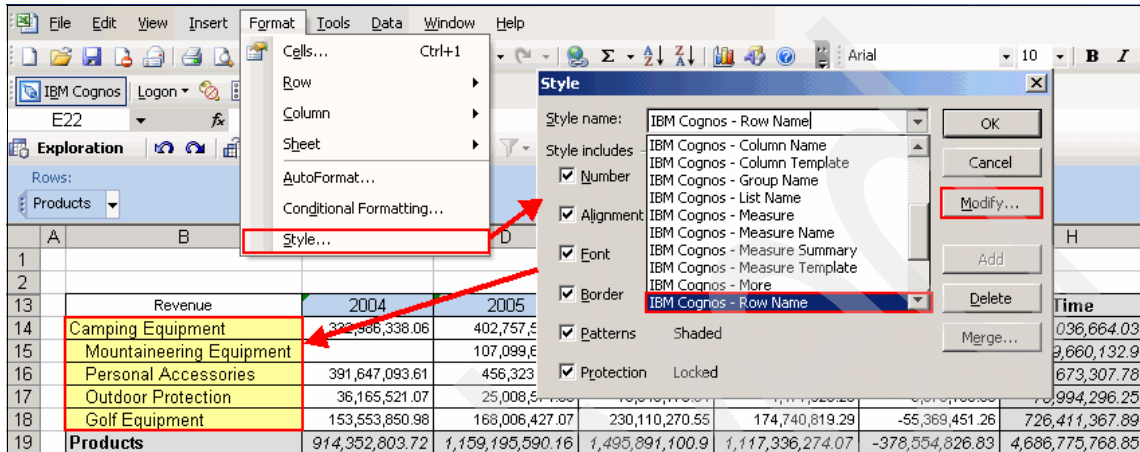 File Edit View Insert Format Tools Data Window Help
Cells... Ctrl+1
Arial 10 B I
IBM Cognos Logon
Row
Style
E22 fx
Column
Style name: IBM Cognos - Row Name OK
Exploration
Sheet
Style includes
IBM Cognos - Column Name
IBM Cognos - Column Template Cancel
Rows:
AutoFormat...
Number
IBM Cognos - Group Name
Products
Conditional Formatting...
IBM Cognos - List Name Modify...
Alignment IBM Cognos - Measure
A B Style... D H
IBM Cognos - Measure Name
1
Font IBM Cognos - Measure Summary Add
2
IBM Cognos - Measure Template
IBM Cognos - More
Border IBM Cognos - Row Name Delete
13 Revenue 2004 2005 Time
14 Camping Equipment 402,757,5 036,664.03
Patterns Shaded Merge...
15 Mountaineering Equipment 107,099,6 9,660,132.9
16 Personal Accessories 391,647,093.61 456,323 673,307.78
Protection Locked
17 Outdoor Protection 36,165,521.07 25,008,5 ,994,296.25
18 Golf Equipment 153,553,850.98 168,006,427.07 230,110,270.55 174,740,819.29 -55,369,451.26 726,411,367.89
19 Products 914,352,803.72 1,159,195,590.16 1,495,891,100.9 1,117,336,274.07 -378,554,826.83 4,686,775,768.85